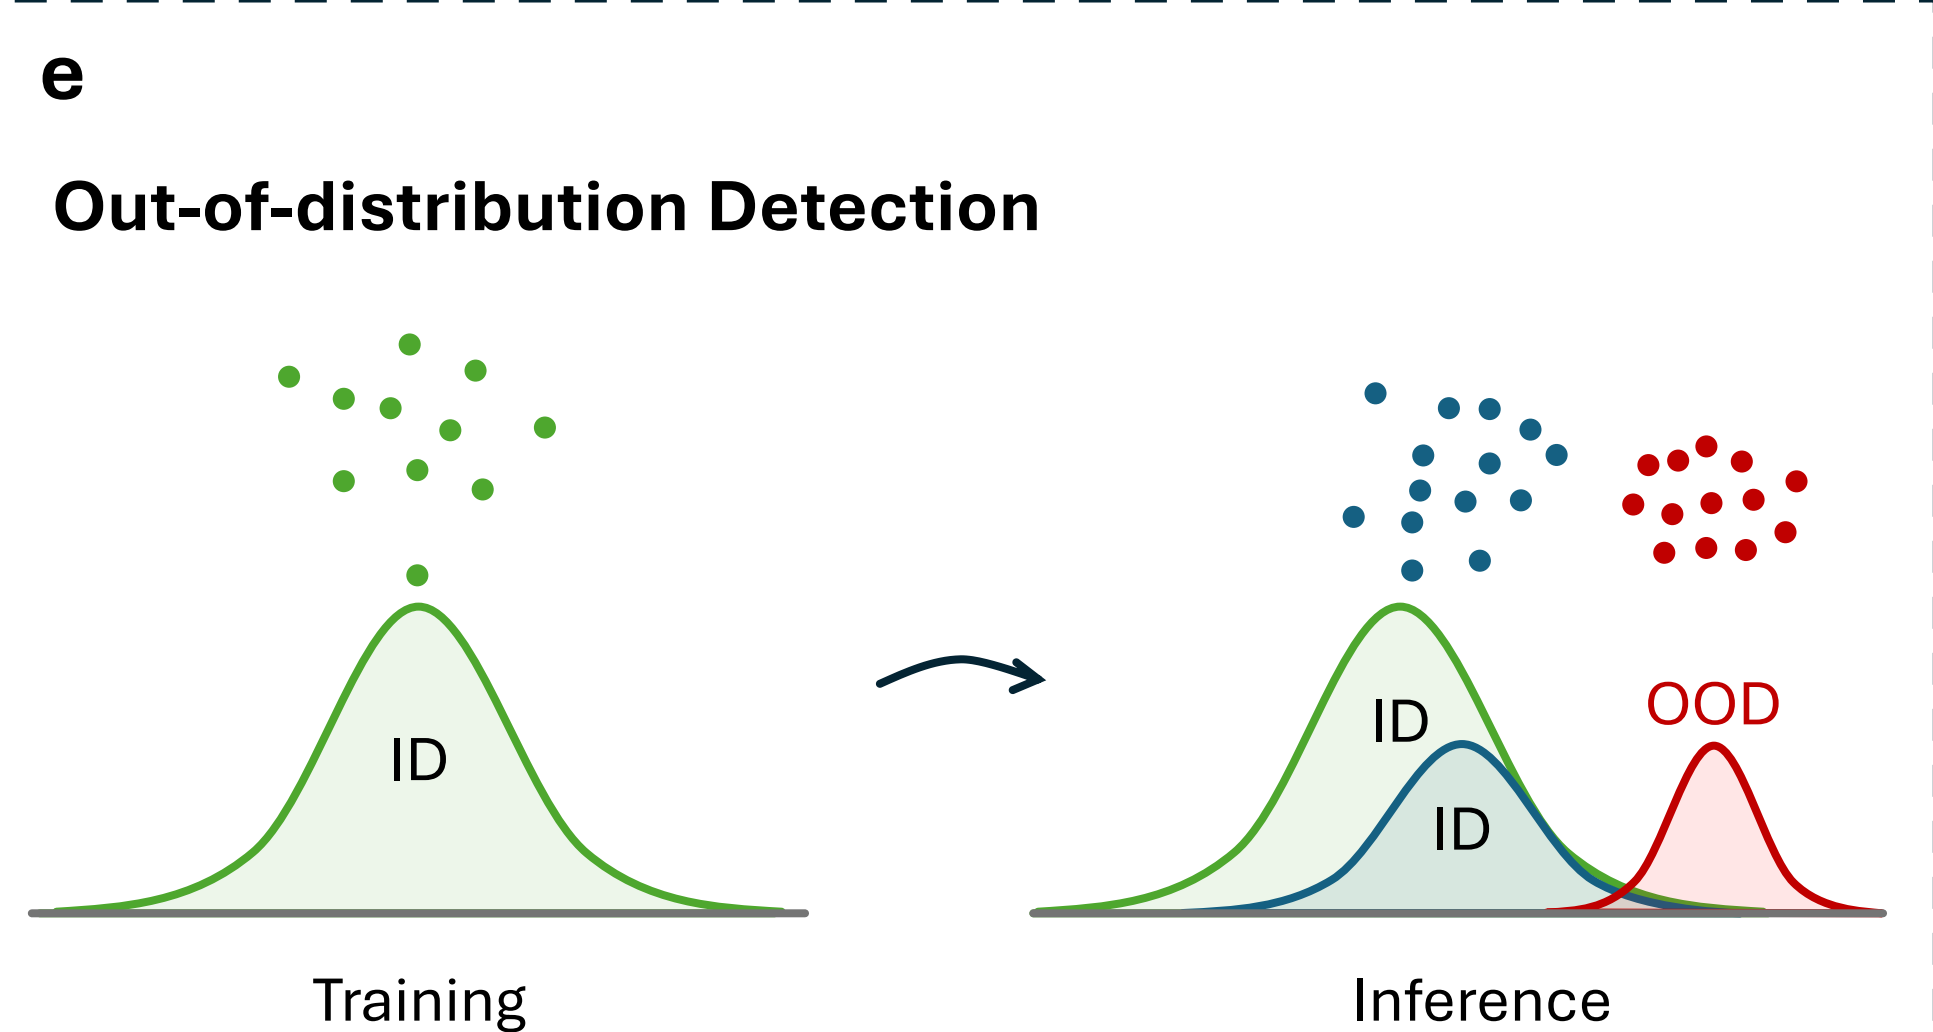 e
Out-of-distribution Detection
ID
ID
ID
OOD
Training
Inference